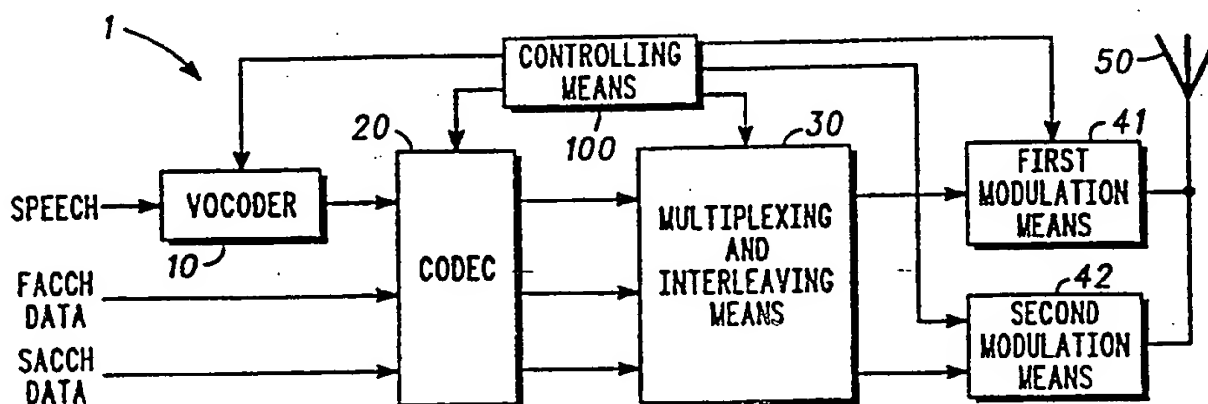 1
CONTROLLING
MEANS
100
50
20
30
41
SPEECH
VOCODER
10
CODEC
MULTIPLEXING
AND
INTERLEAVING
MEANS
FIRST
MODULATION
MEANS
FACCH
DATA
42
SECOND
MODULATION
MEANS
SACCH
DATA